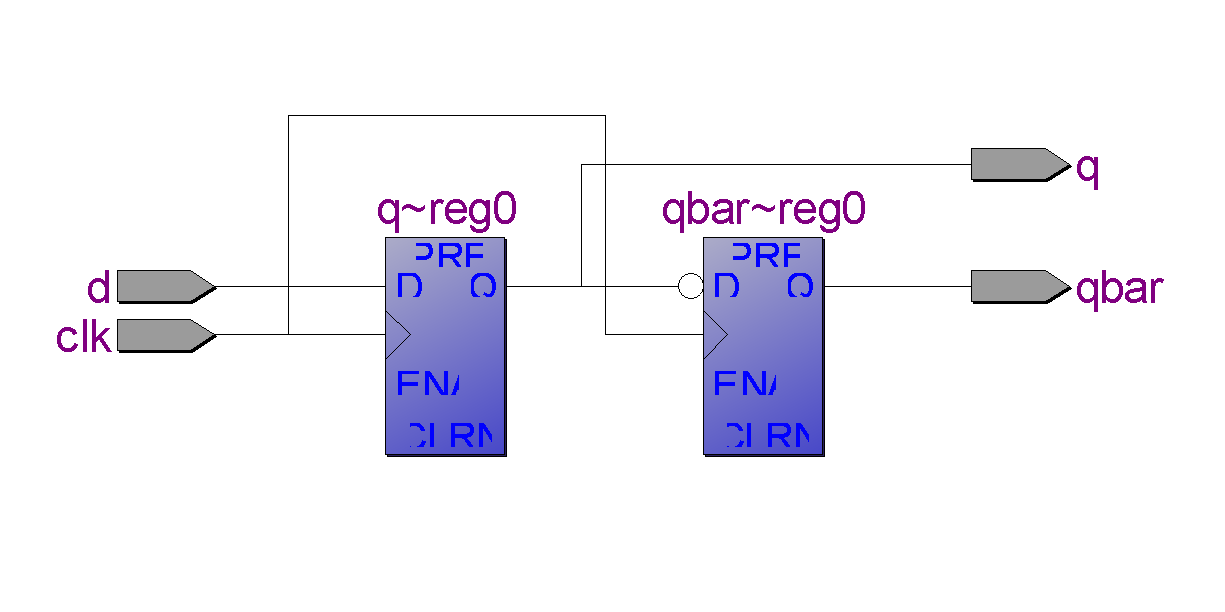 q
q~reg0 qbar~reg0
PRE PRE
d D Q D Q qbar
clk
ENA ENA
CLRN CLRN